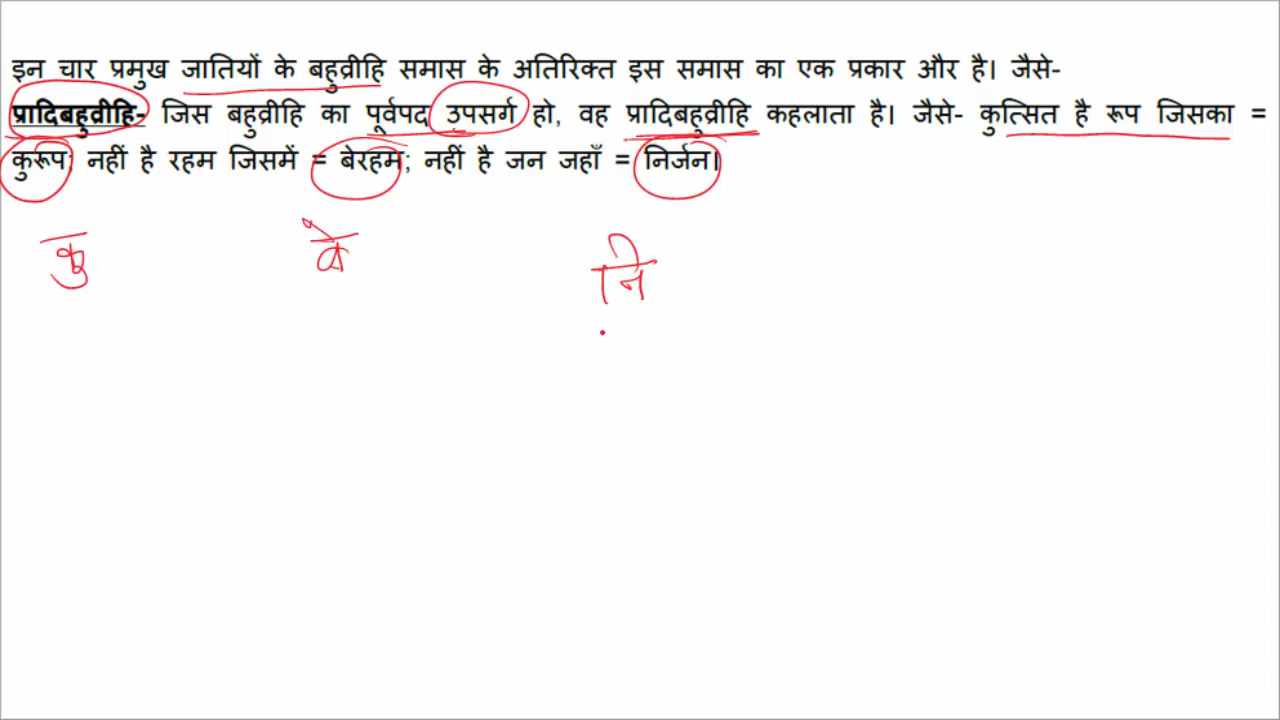 इन चार प्रमुख जातियों के बहुव्रीहि समास के अतिरिक्त इस समास का एक प्रकार और है। जैसे-
प्रादिबहुव्रीहि- जिस बहुव्रीहि का पूर्वपद उपसर्ग हो, वह प्रादिबहुव्रीहि कहलाता है। जैसे- कुत्सित है रूप जिसका =
कुरूप; नहीं है रहम जिसमें = बेरहम; नहीं है जन जहाँ = निर्जन।
कु बे नि